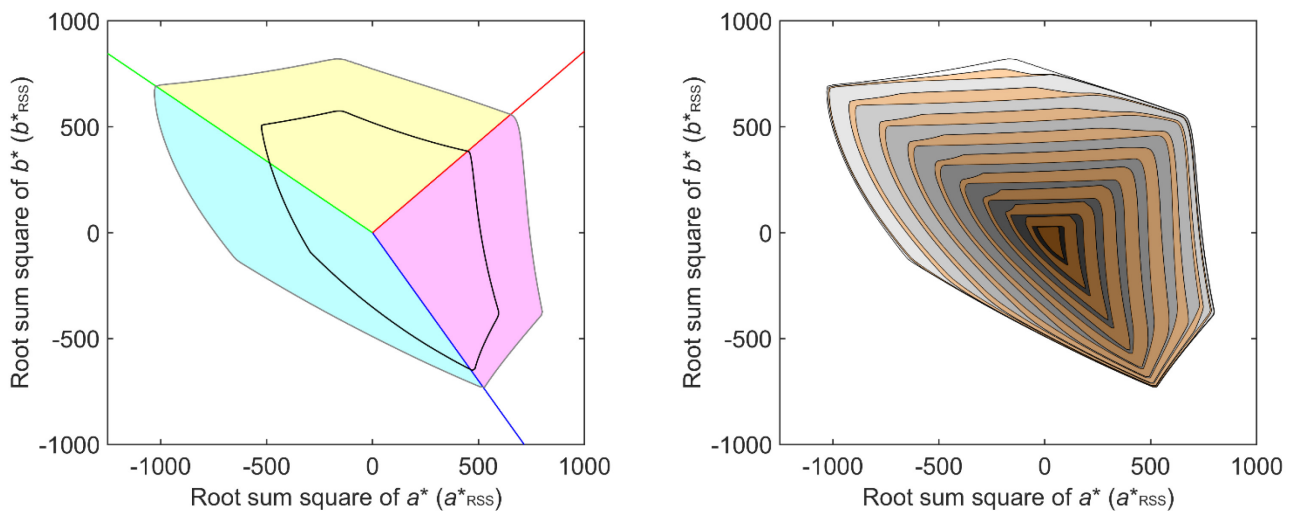 1000
500
0
-500
-1000
Root sum square of b* (b*RSS)
-1000 -500 0 500 1000
Root sum square of a* (a*RSS)
1000
500
0
-500
-1000
Root sum square of b* (b*RSS)
-1000 -500 0 500 1000
Root sum square of a* (a*RSS)